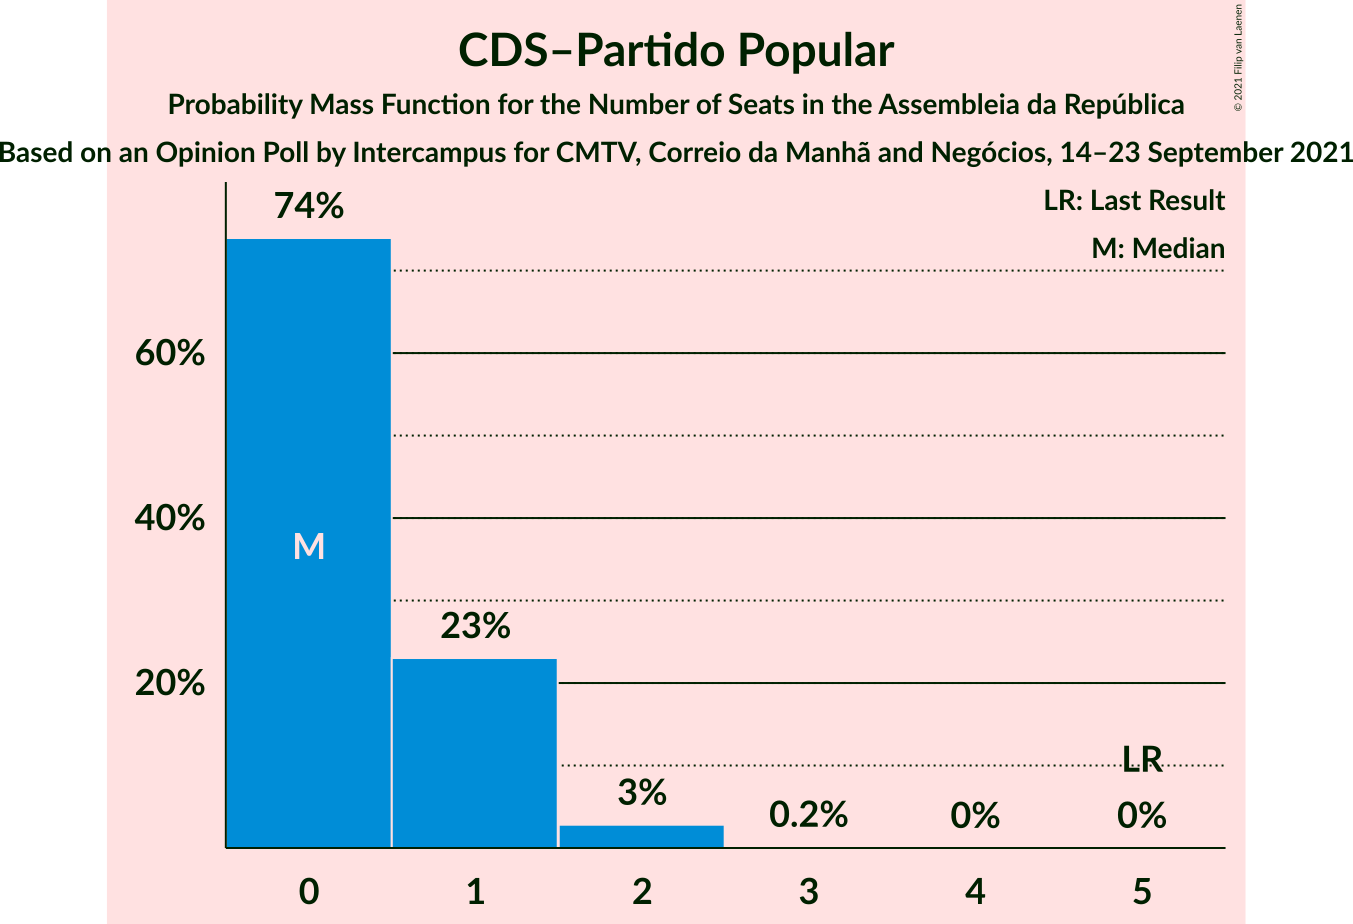 CDS–Partido Popular
Probability Mass Function for the Number of Seats in the Assembleia da República
Based on an Opinion Poll by Intercampus for CMTV, Correio da Manhã and Negócios, 14–23 September 2021
© 2021 Filip van Laenen
LR: Last Result
M: Median
74%
60%
40%
M
23%
20%
LR
3%
0.2%
0%
0%
0 1 2 3 4 5